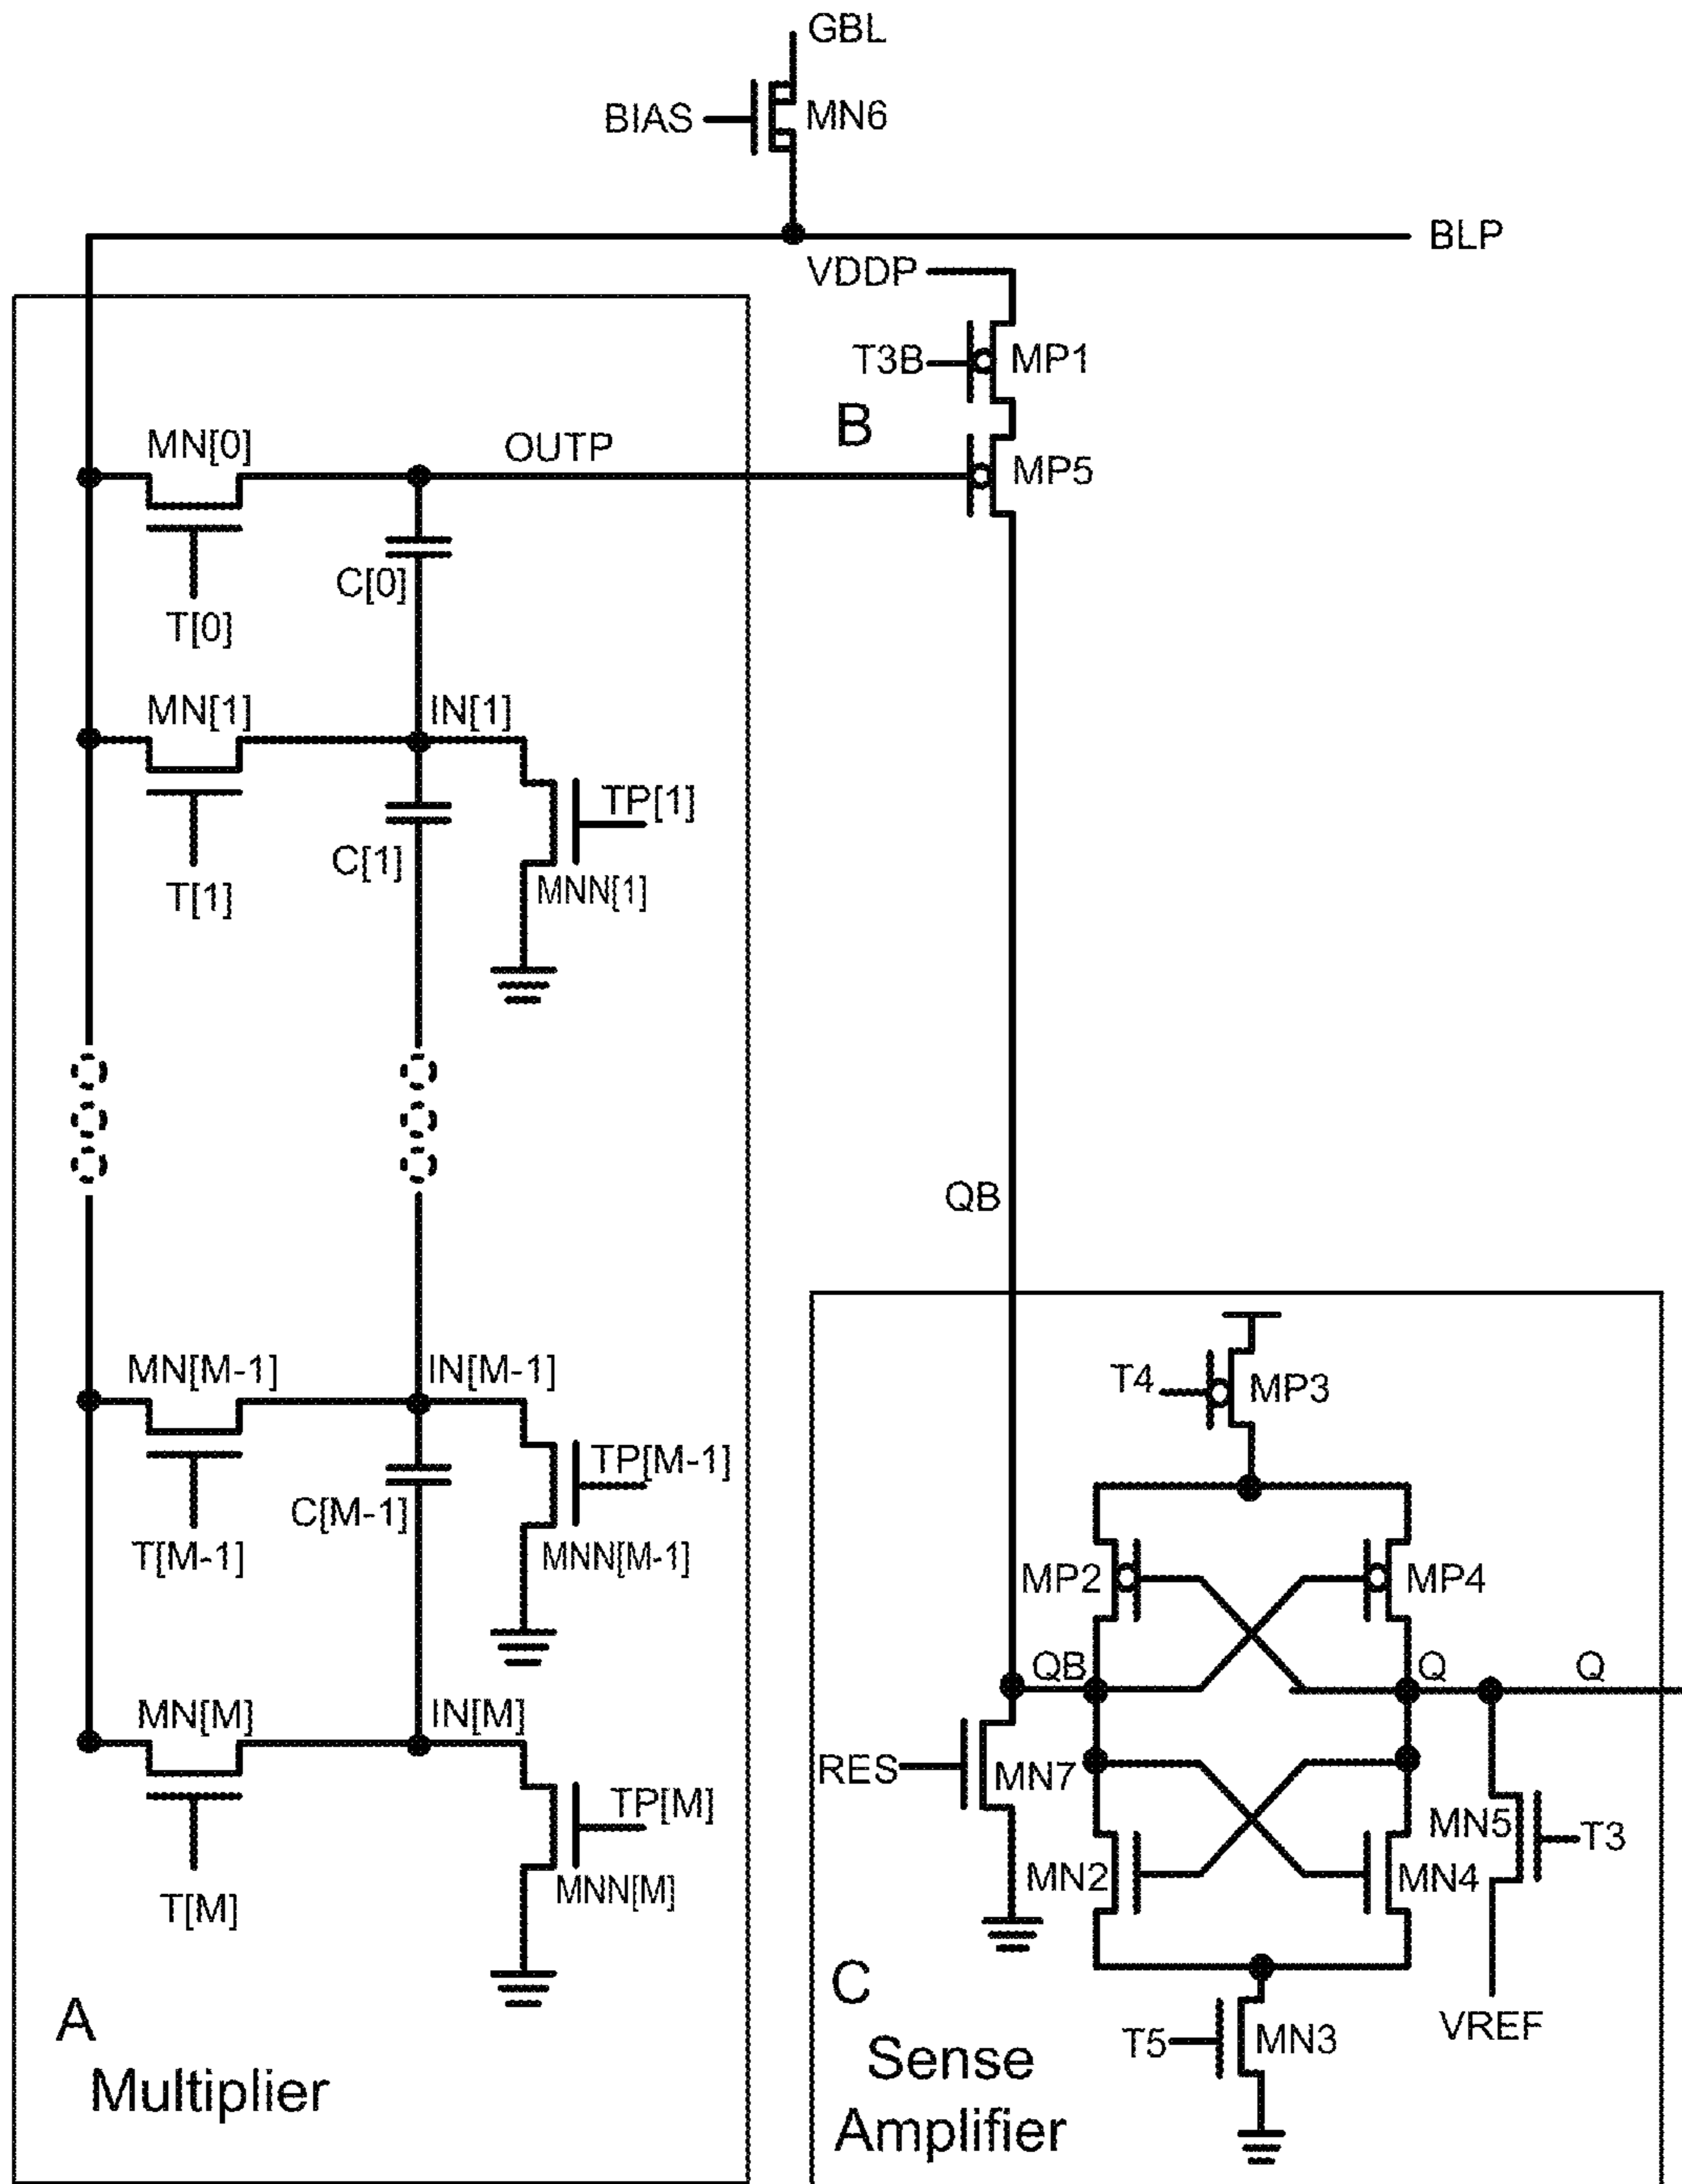 GBL
BIAS
MN6
BLP
VDDP
T3B
MP1
B
MN[0]
OUTP
MP5
C[0]
T[0]
MN[1]
IN[1]
TP[1]
C[1]
T[1]
MNN[1]
QB
MN[M-1]
IN[M-1]
T4
MP3
TP[M-1]
C[M-1]
T[M-1]
MNN[M-1]
MP2
MP4
QB
Q
Q
MN[M]
IN[M]
RES
MN7
TP[M]
MN5
T3
MN2
MN4
T[M]
MNN[M]
C
A
VREF
T5
MN3
Multiplier
Sense
Amplifier